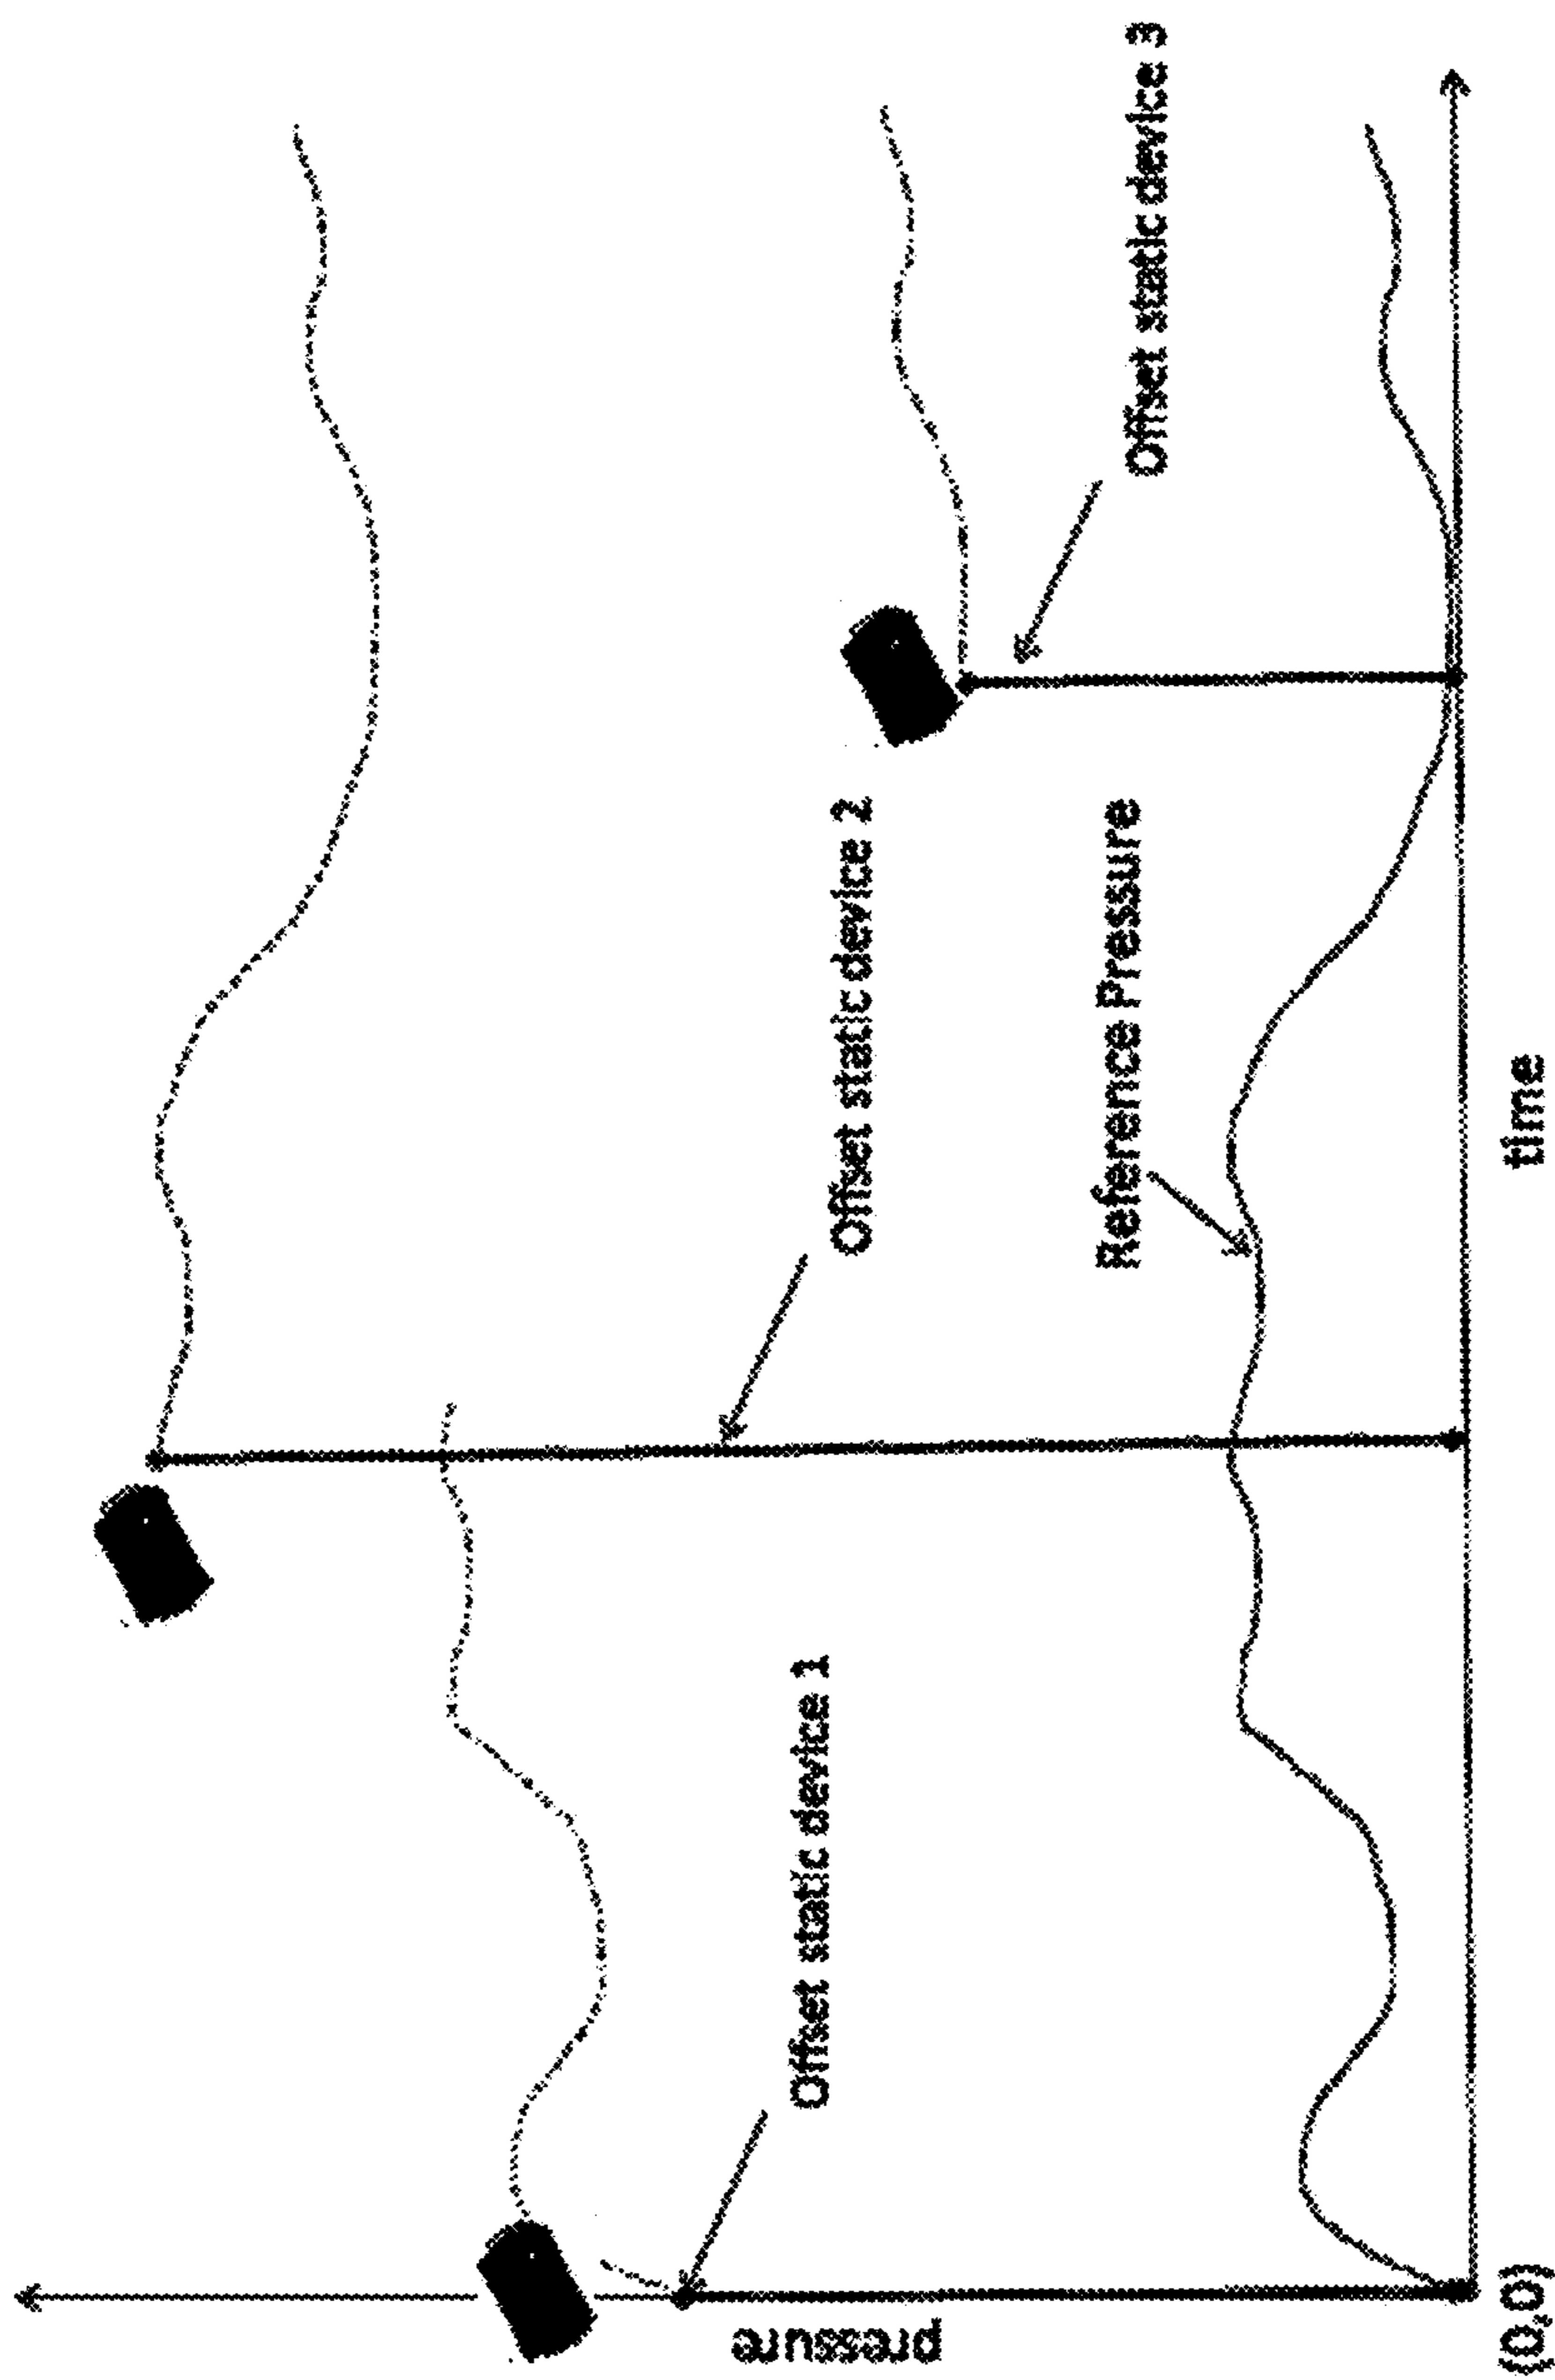 Offset static device 3
Offset static device 2
Reference Pressure
Offset static device 1
pressure
time
(0,0)